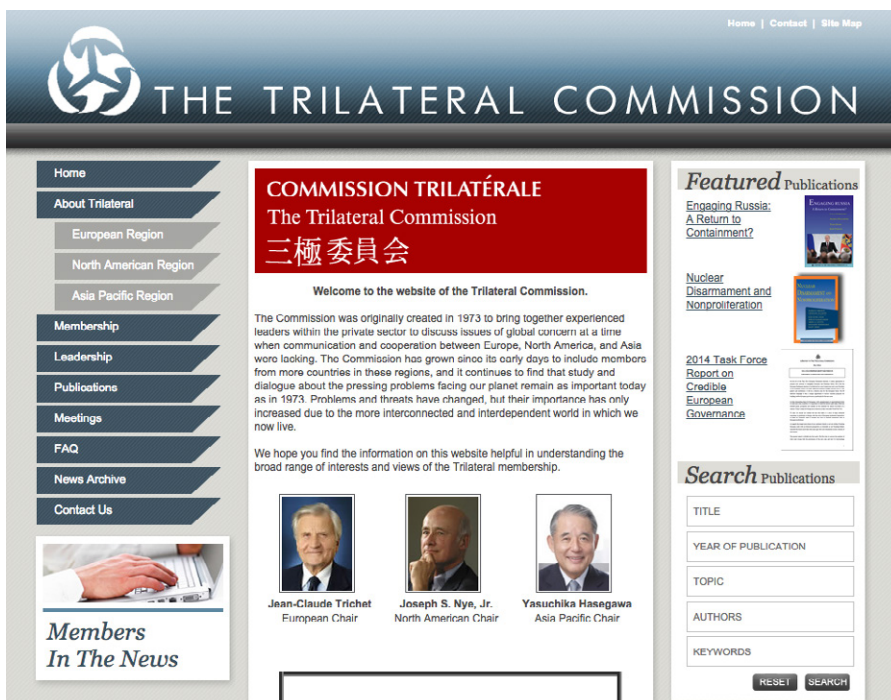 Home | Contact | Site Map
THE TRILATERAL COMMISSION
Home
About Trilateral
European Region
North American Region
Asia Pacific Region
Membership
Leadership
Publications
Meetings
FAQ
News Archive
Contact Us
Members
In The News
COMMISSION TRILATÉRALE
The Trilateral Commission
三極委員会
Welcome to the website of the Trilateral Commission.
The Commission was originally created in 1973 to bring together experienced
leaders within the private sector to discuss issues of global concern at a time
when communication and cooperation between Europe, North America, and Asia
were lacking. The Commission has grown since its early days to include members
from more countries in these regions, and it continues to find that study and
dialogue about the pressing problems facing our planet remain as important today
as in 1973. Problems and threats have changed, but their importance has only
increased due to the more interconnected and interdependent world in which we
now live.
We hope you find the information on this website helpful in understanding the
broad range of interests and views of the Trilateral membership.
Jean-Claude Trichet
European Chair
Joseph S. Nye, Jr.
North American Chair
Yasuchika Hasegawa
Asia Pacific Chair
Featured Publications
Engaging Russia:
A Return to
Containment?
ENGAGING RUSSIA
Nuclear
Disarmament and
Nonproliferation
NUCLEAR
DISARMAMENT AND
NONPROLIFERATION
2014 Task Force
Report on
Credible
European
Governance
Search Publications
TITLE
YEAR OF PUBLICATION
TOPIC
AUTHORS
KEYWORDS
RESET SEARCH